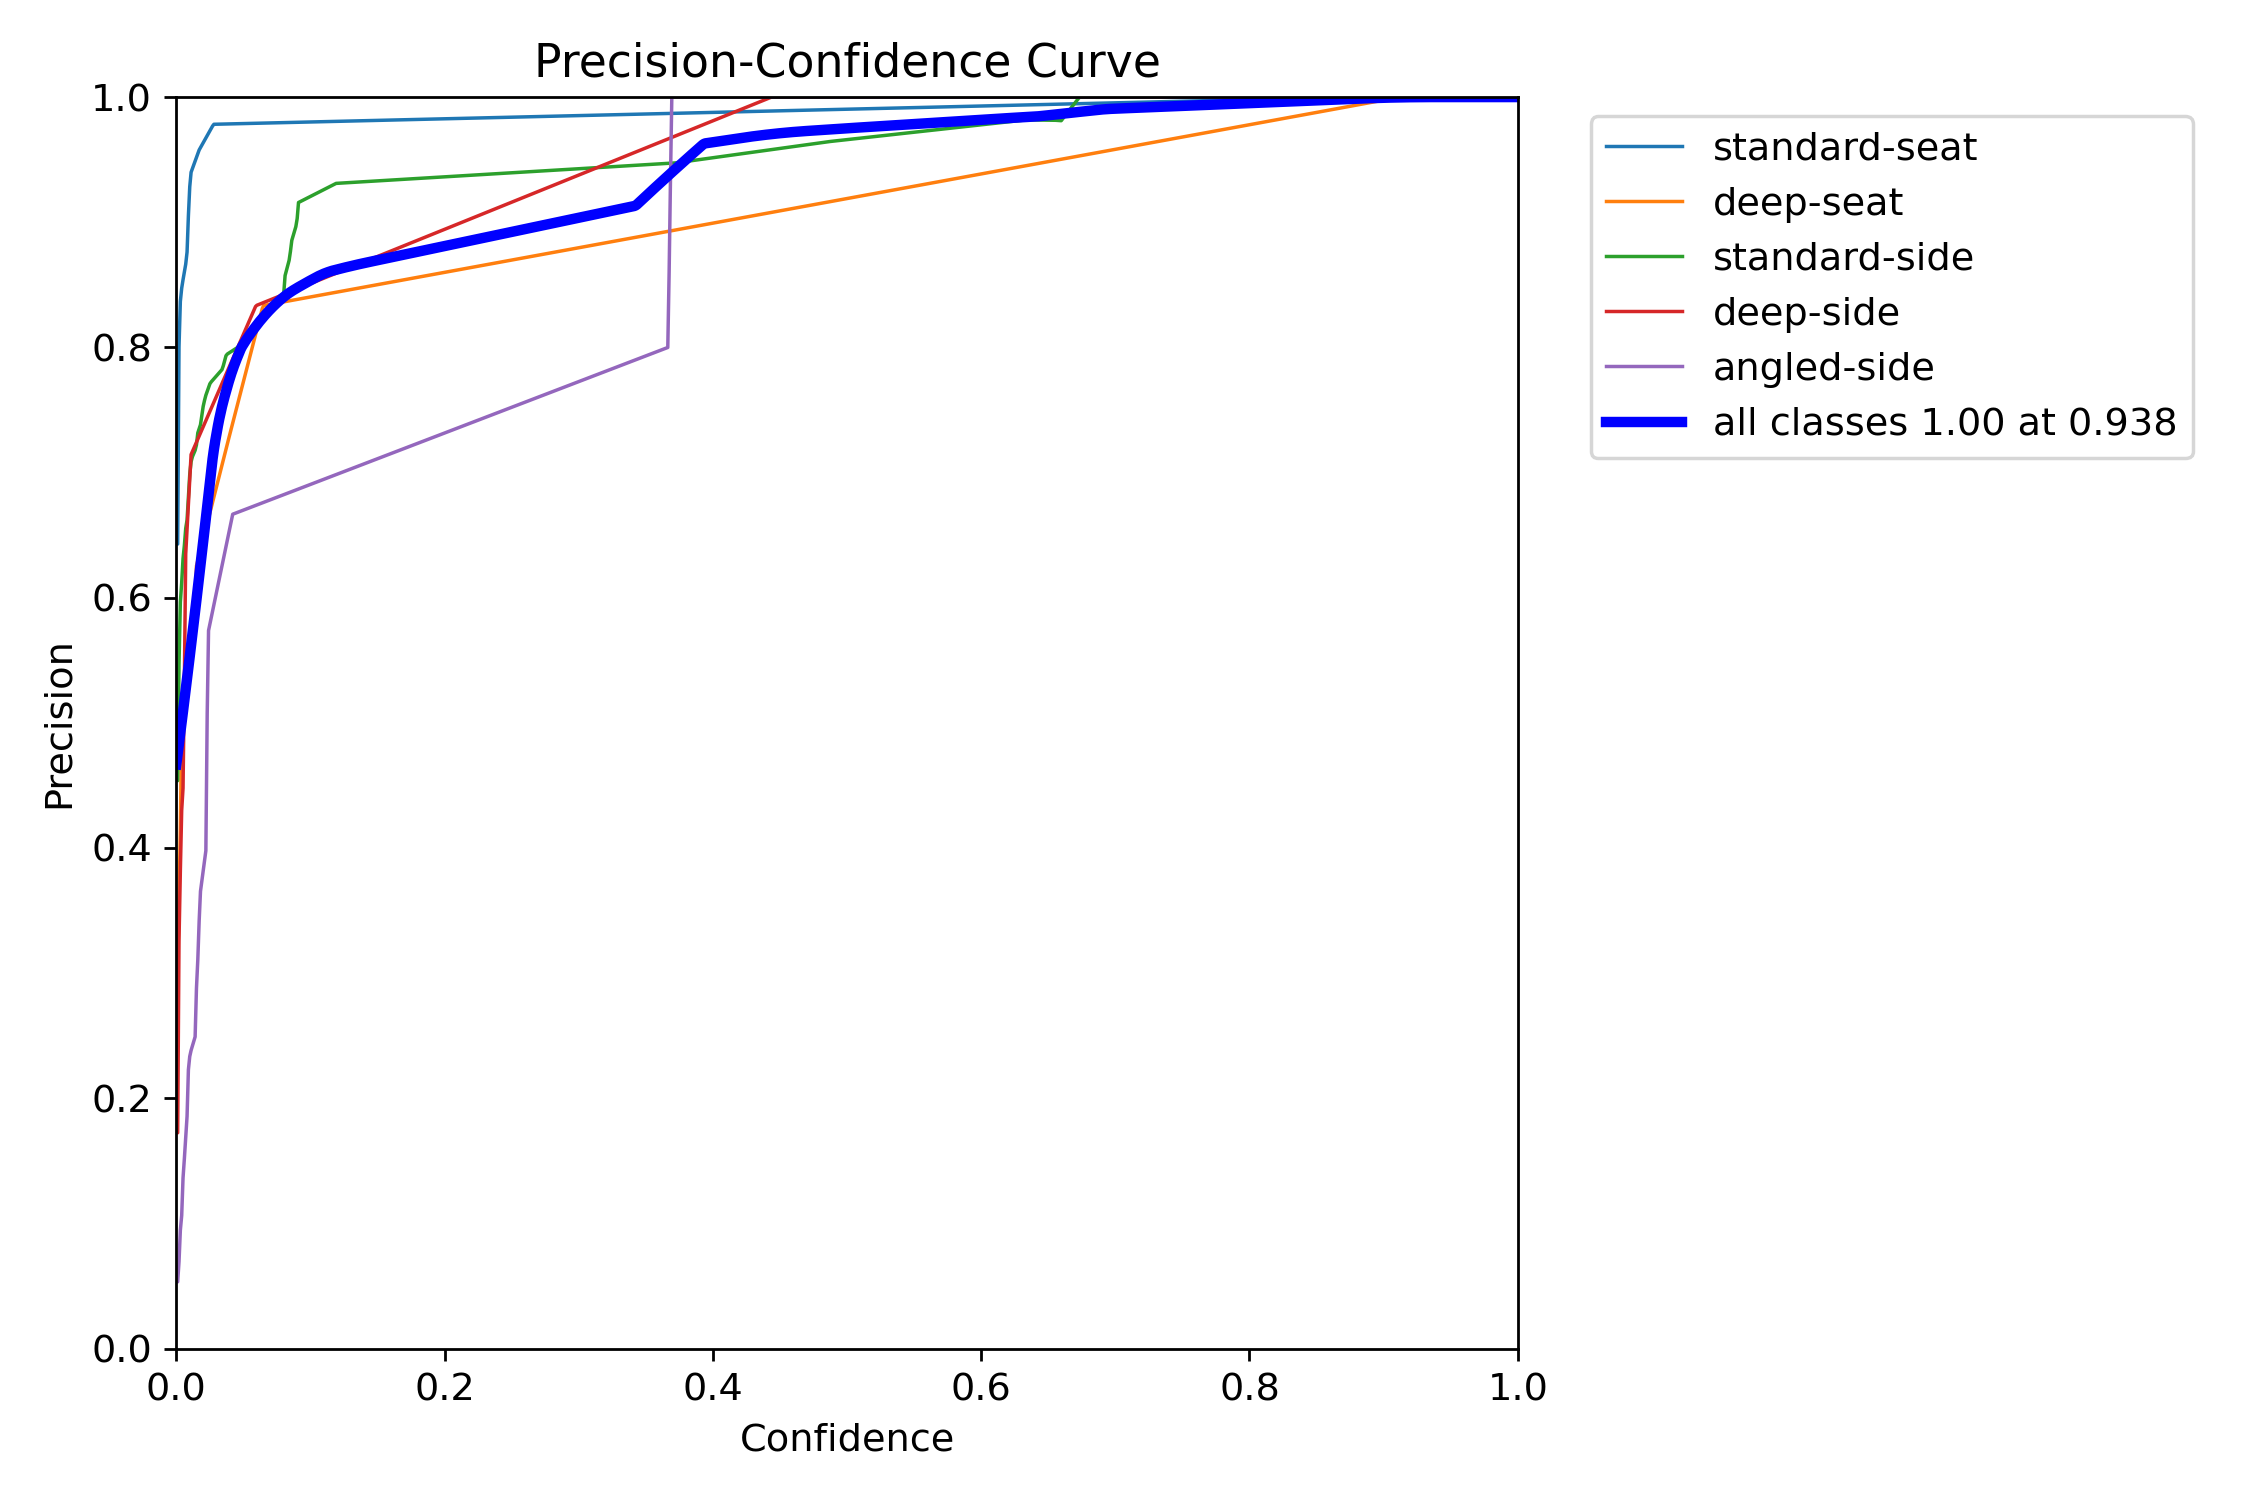 Precision-Confidence Curve
1.0
0.8
0.6
0.4
0.2
0.0
Precision
0.0 0.2 0.4 0.6 0.8 1.0
Confidence
standard-seat
deep-seat
standard-side
deep-side
angled-side
all classes 1.00 at 0.938